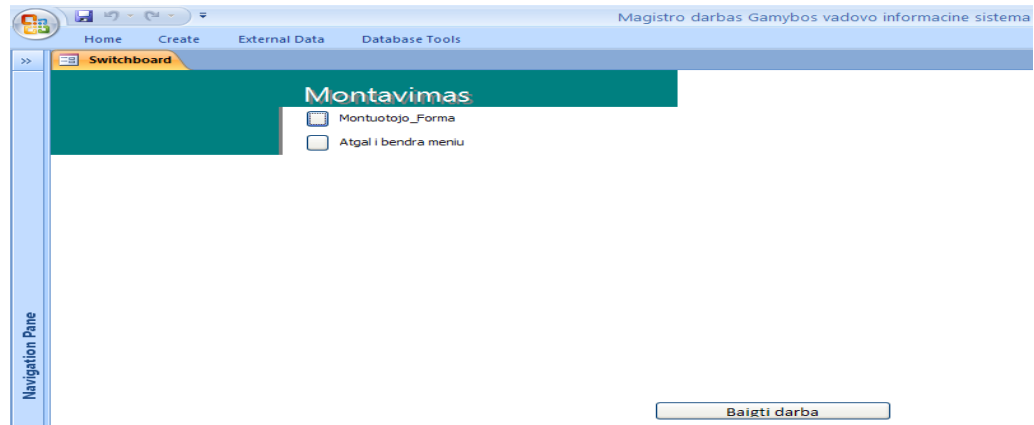 Magistro darbas Gamybos vadovo informacine sistema
Home Create External Data Database Tools
Switchboard
Montavimas
Montuotojo_Forma
Atgal i bendra meniu
Navigation Pane
Baigti darba